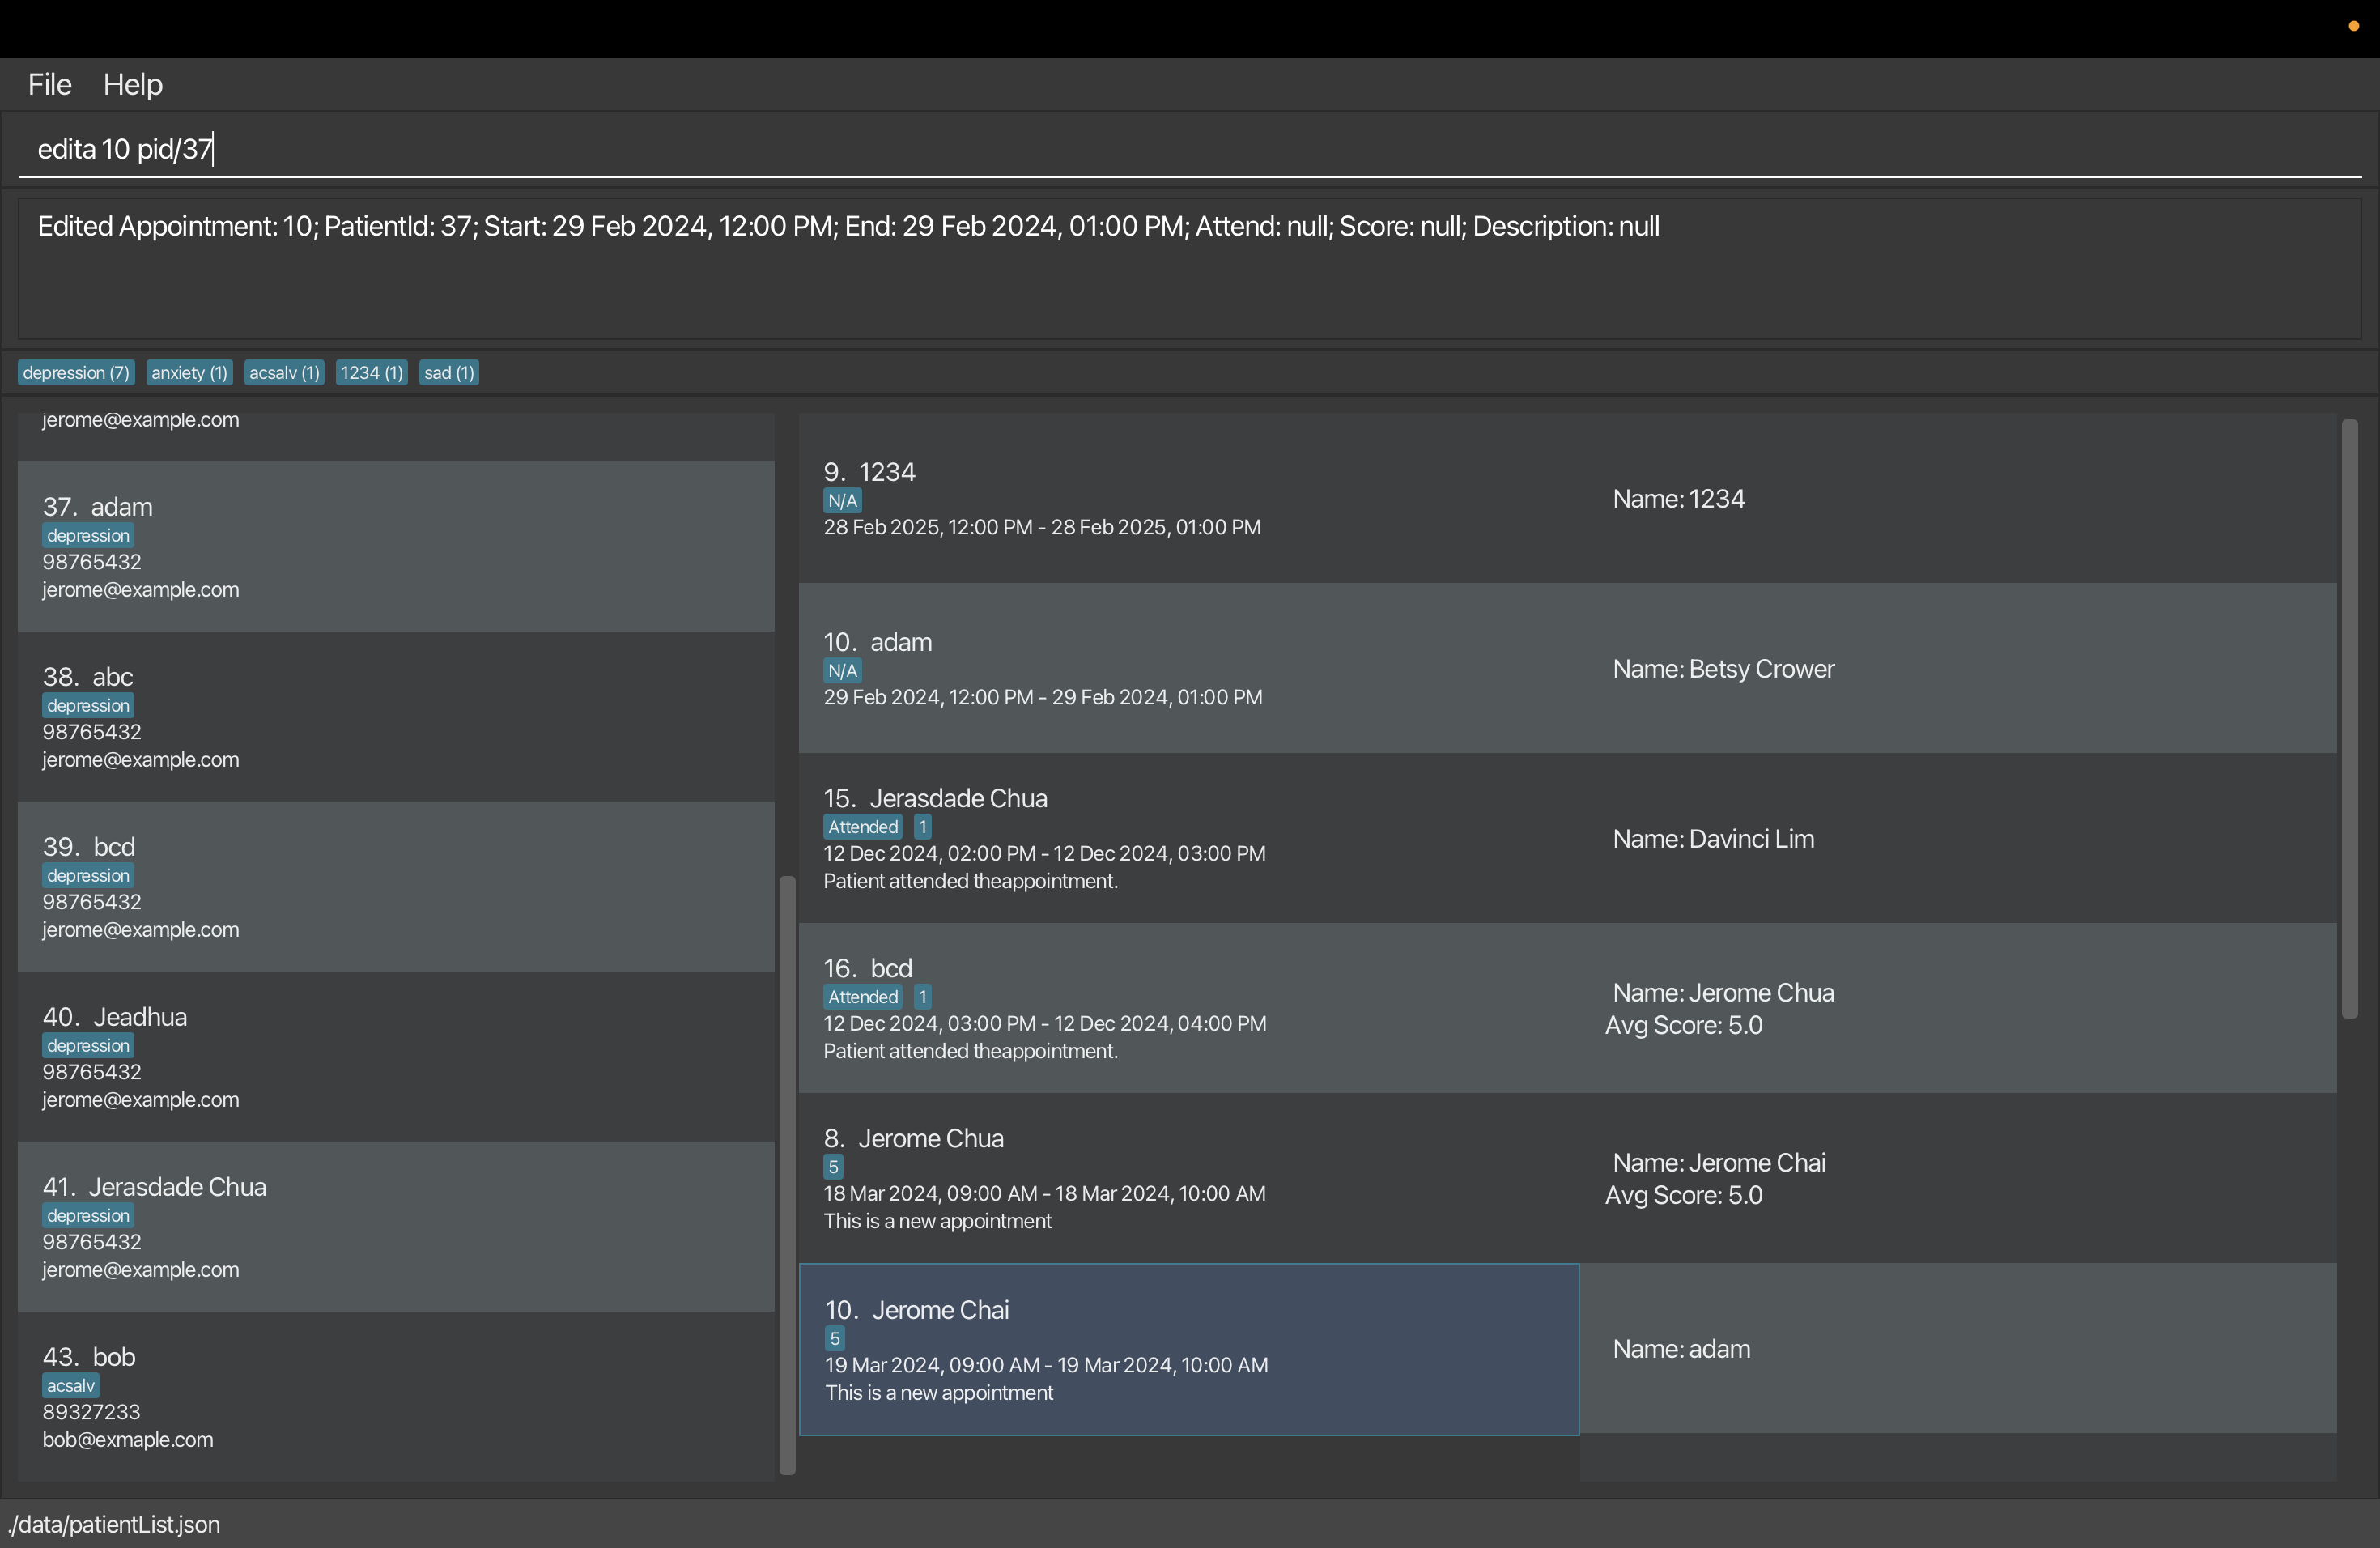 File Help
edita 10 pid/37
Edited Appointment: 10; PatientId: 37; Start: 29 Feb 2024, 12:00 PM; End: 29 Feb 2024, 01:00 PM; Attend: null; Score: null; Description: null
depression (7) anxiety (1) acsalv (1) 1234 (1) sad (1)
jerome@example.com
37. adam
depression
98765432
jerome@example.com
38. abc
depression
98765432
jerome@example.com
39. bcd
depression
98765432
jerome@example.com
40. Jeadhua
depression
98765432
jerome@example.com
41. Jerasdade Chua
depression
98765432
jerome@example.com
43. bob
acsalv
89327233
bob@exmaple.com
9. 1234
N/A
28 Feb 2025, 12:00 PM - 28 Feb 2025, 01:00 PM
10. adam
N/A
29 Feb 2024, 12:00 PM - 29 Feb 2024, 01:00 PM
15. Jerasdade Chua
Attended 1
12 Dec 2024, 02:00 PM - 12 Dec 2024, 03:00 PM
Patient attended theappointment.
16. bcd
Attended 1
12 Dec 2024, 03:00 PM - 12 Dec 2024, 04:00 PM
Patient attended theappointment.
8. Jerome Chua
5
18 Mar 2024, 09:00 AM - 18 Mar 2024, 10:00 AM
This is a new appointment
10. Jerome Chai
5
19 Mar 2024, 09:00 AM - 19 Mar 2024, 10:00 AM
This is a new appointment
Name: 1234
Name: Betsy Crower
Name: Davinci Lim
Name: Jerome Chua
Avg Score: 5.0
Name: Jerome Chai
Avg Score: 5.0
Name: adam
./data/patientList.json